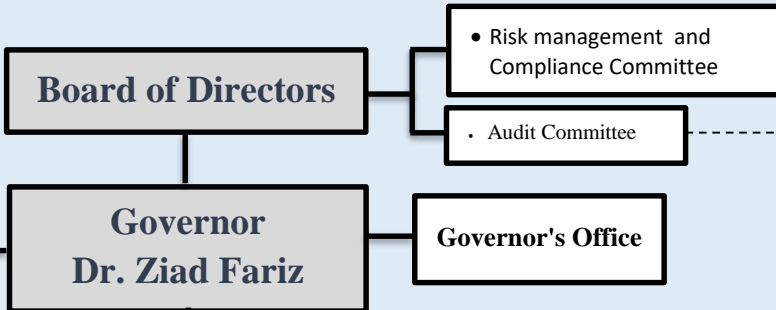 • Risk management and
Compliance Committee
Board of Directors
• Audit Committee
Governor
Dr. Ziad Fariz
Governor's Office